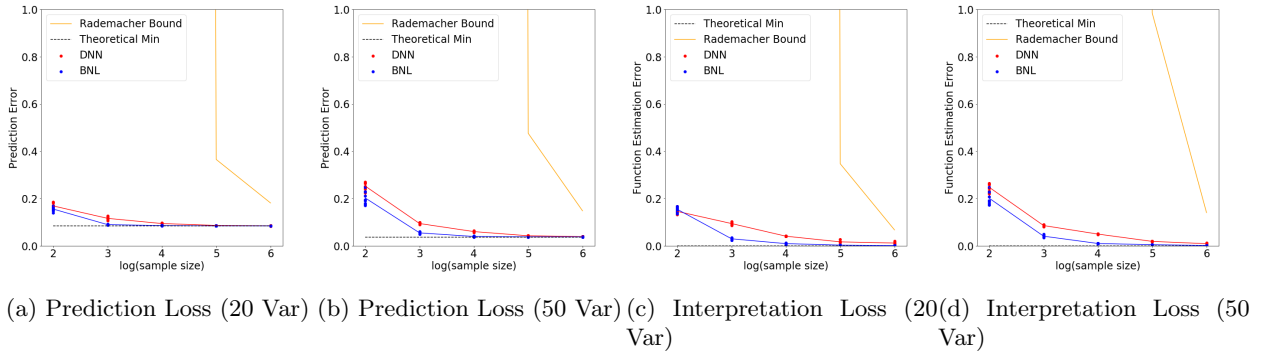 Prediction Error
1.0
0.8
0.6
0.4
0.2
0.0
Rademacher Bound
Theoretical Min
DNN
BNL
2 3 4 5 6
log(sample size)
Prediction Error
1.0
0.8
0.6
0.4
0.2
0.0
Rademacher Bound
Theoretical Min
DNN
BNL
2 3 4 5 6
log(sample size)
Function Estimation Error
1.0
0.8
0.6
0.4
0.2
0.0
Theoretical Min
Rademacher Bound
DNN
BNL
2 3 4 5 6
log(sample size)
Function Estimation Error
1.0
0.8
0.6
0.4
0.2
0.0
Theoretical Min
Rademacher Bound
DNN
BNL
2 3 4 5 6
log(sample size)
(a) Prediction Loss (20 Var)
(b) Prediction Loss (50 Var)
(c) Interpretation Loss (20
Var)
(d) Interpretation Loss (50
Var)